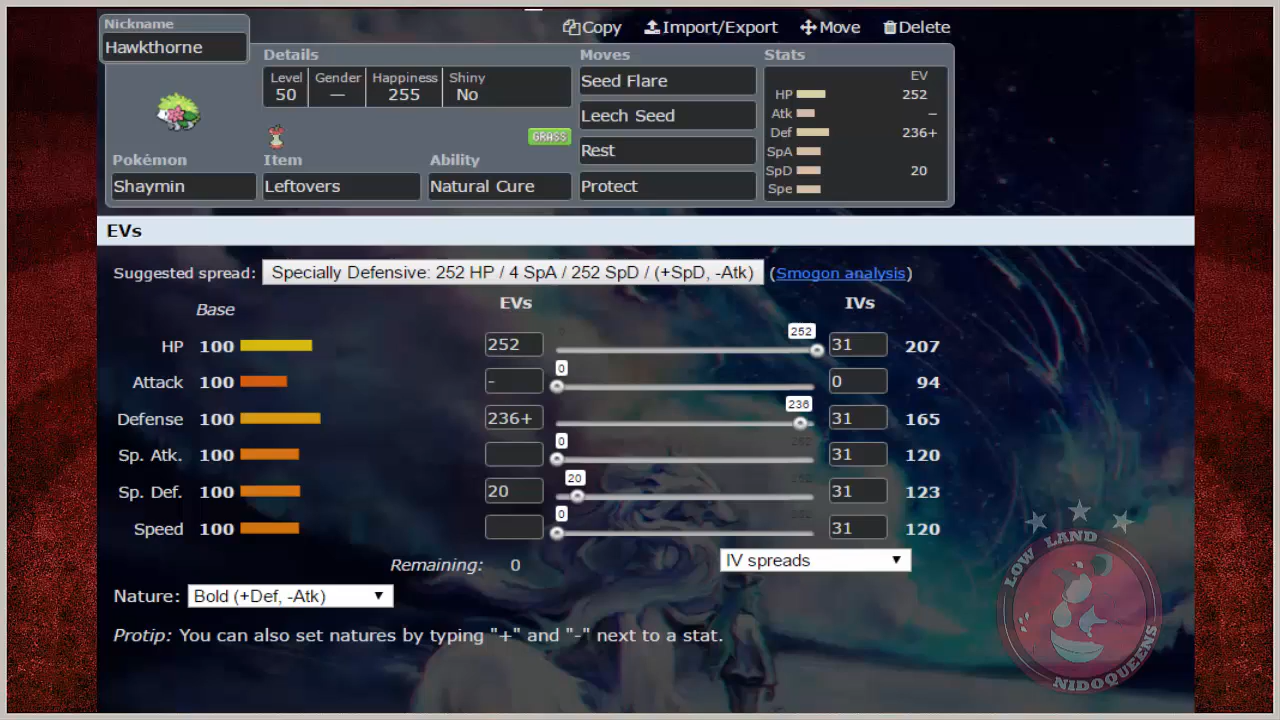 Nickname
Hawkthorne
Copy Import/Export Move Delete
Details
Level Gender Happiness Shiny
50 — 255 No
GRASS
Pokémon Item Ability
Shaymin Leftovers Natural Cure
Moves
Seed Flare
Leech Seed
Rest
Protect
Stats
EV
HP 252
Atk –
Def 236+
SpA
SpD 20
Spe
EVs
Suggested spread: Specially Defensive: 252 HP / 4 SpA / 252 SpD / (+SpD, -Atk) (Smogon analysis)
Base EVs IVs
HP 100 252 252 31 207
Attack 100 - 0 0 94
Defense 100 236+ 236 31 165
Sp. Atk. 100 0 31 120
Sp. Def. 100 20 20 31 123
Speed 100 0 31 120
Remaining: 0 IV spreads
Nature: Bold (+Def, -Atk)
Protip: You can also set natures by typing "+" and "-" next to a stat.
LOW LAND
NIDOQUEENS